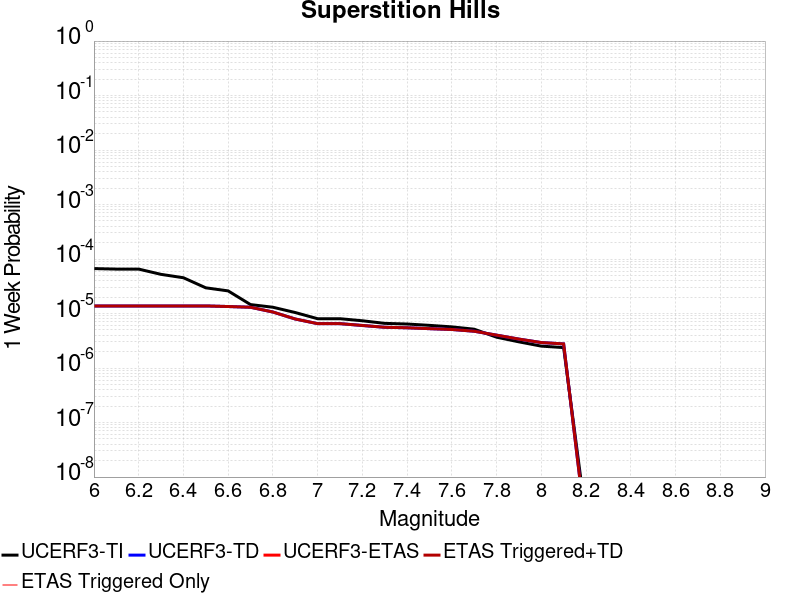 Superstition Hills
10^0
10^-1
10^-2
10^-3
10^-4
10^-5
10^-6
10^-7
10^-8
1 Week Probability
6 6.2 6.4 6.6 6.8 7 7.2 7.4 7.6 7.8 8 8.2 8.4 8.6 8.8 9
Magnitude
UCERF3-TI UCERF3-TD UCERF3-ETAS ETAS Triggered+TD
ETAS Triggered Only